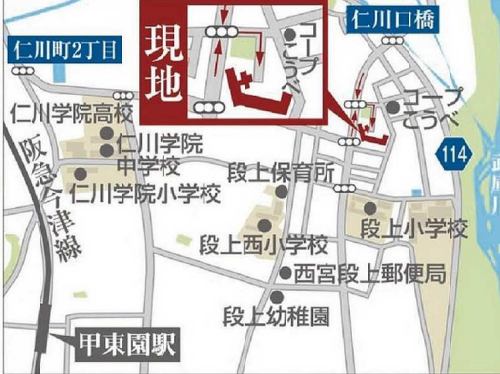 仁川町2丁目
現地
コープ
こうべ
仁川口橋
コープ
こうべ
仁川学院高校
仁川学院
中学校
仁川学院小学校
阪急今津線
114
段上保育所
段上西小学校
段上小学校
西宮段上郵便局
段上幼稚園
甲東園駅